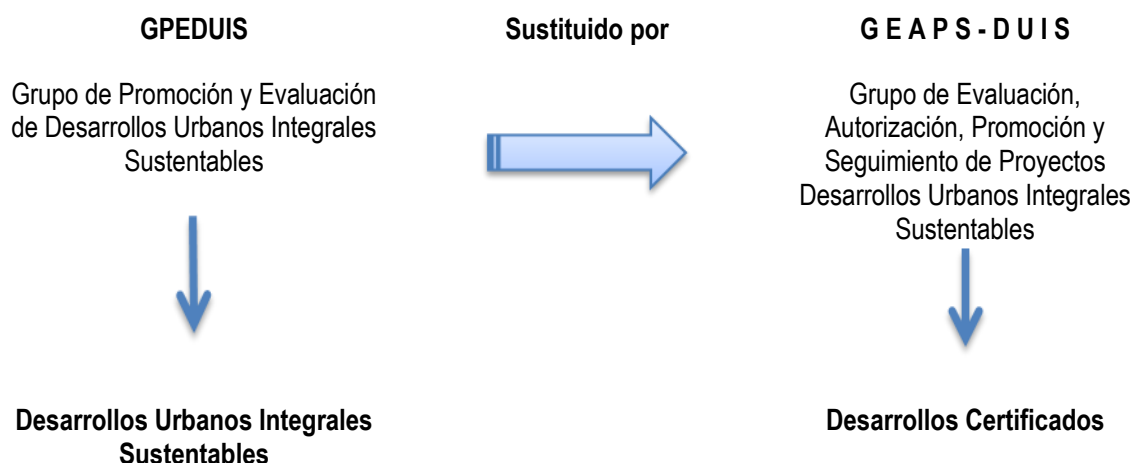 GPEDUIS
Sustituido por
G E A P S - D U I S
Grupo de Promoción y Evaluación
de Desarrollos Urbanos Integrales
Sustentables
Grupo de Evaluación,
Autorización, Promoción y
Seguimiento de Proyectos
Desarrollos Urbanos Integrales
Sustentables
Desarrollos Urbanos Integrales
Sustentables
Desarrollos Certificados